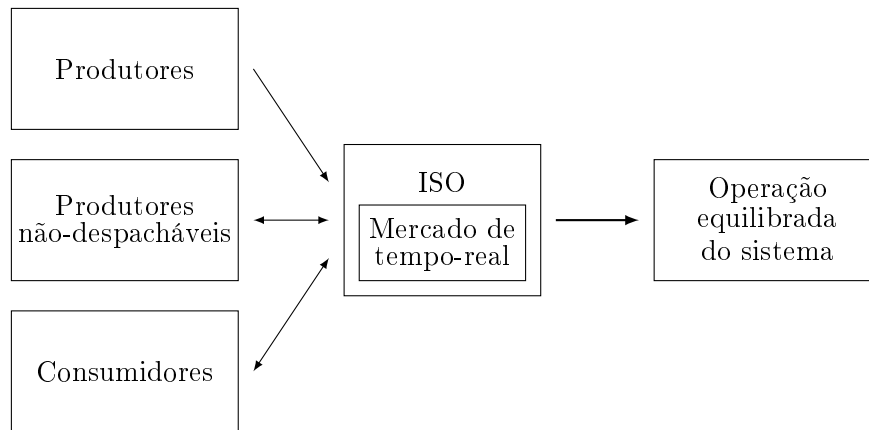 Produtores
Produtores
não-despacháveis
Consumidores
ISO
Mercado de
tempo-real
Operação
equilibrada
do sistema